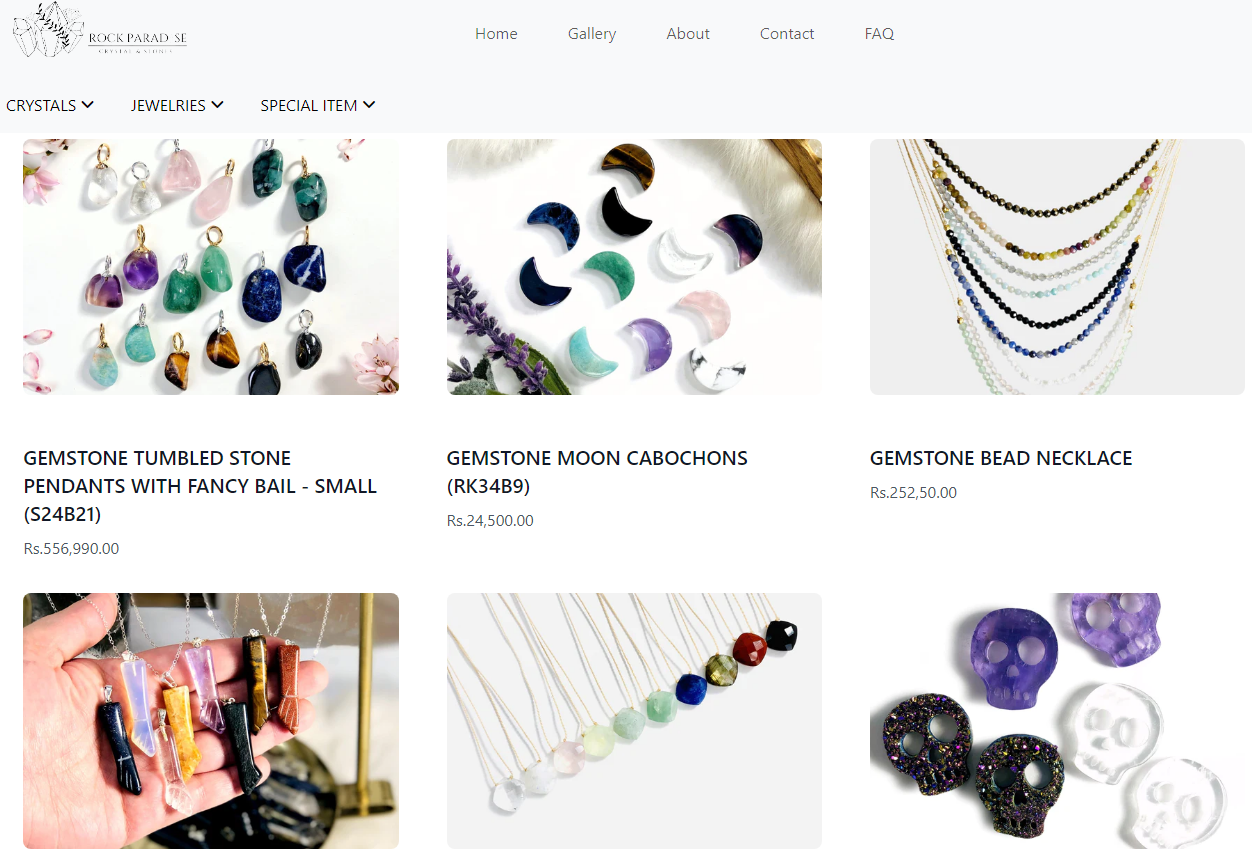 ROCK PARAD SE
CRYSTAL & STONES
Home
Gallery
About
Contact
FAQ
CRYSTALS
JEWELRIES
SPECIAL ITEM
GEMSTONE TUMBLED STONE
PENDANTS WITH FANCY BAIL - SMALL
(S24B21)
Rs.556,990.00
GEMSTONE MOON CABOCHONS
(RK34B9)
Rs.24,500.00
GEMSTONE BEAD NECKLACE
Rs.252,50.00